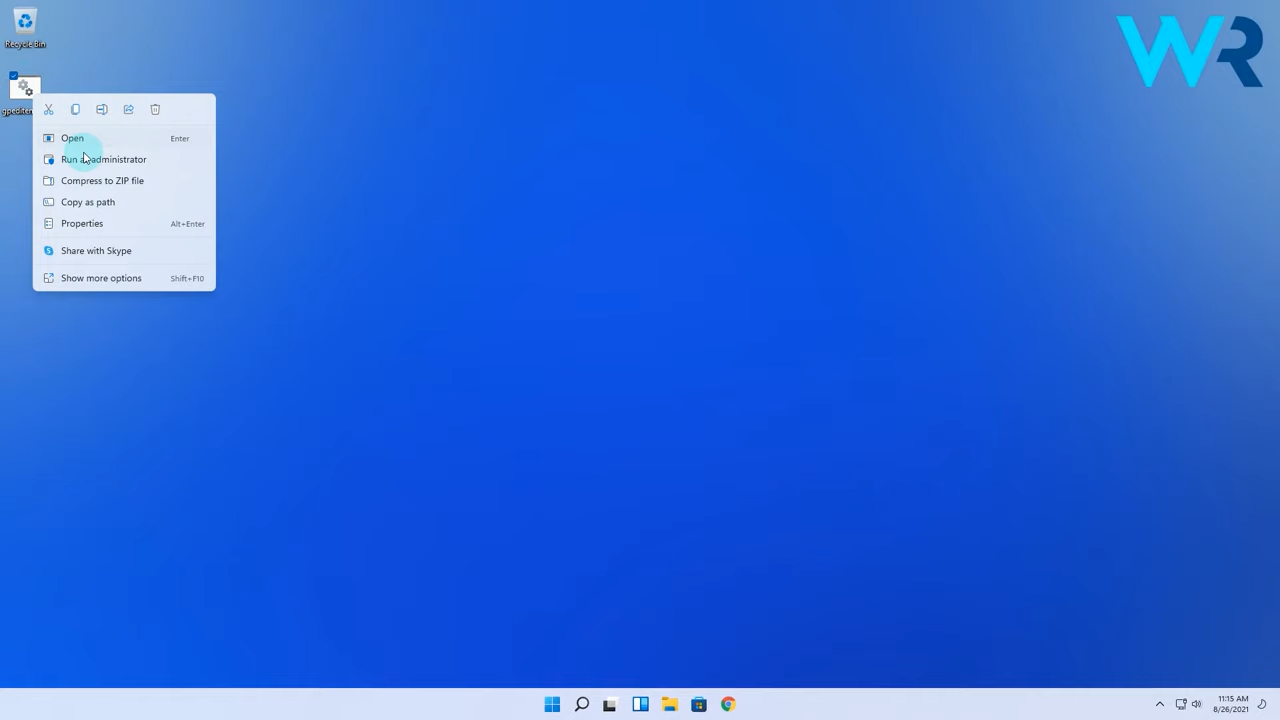 Recycle Bin
WR
Open Enter
Run as administrator
Compress to ZIP file
Copy as path
Properties Alt+Enter
Share with Skype
Show more options Shift+F10
11:15 AM
8/26/2021